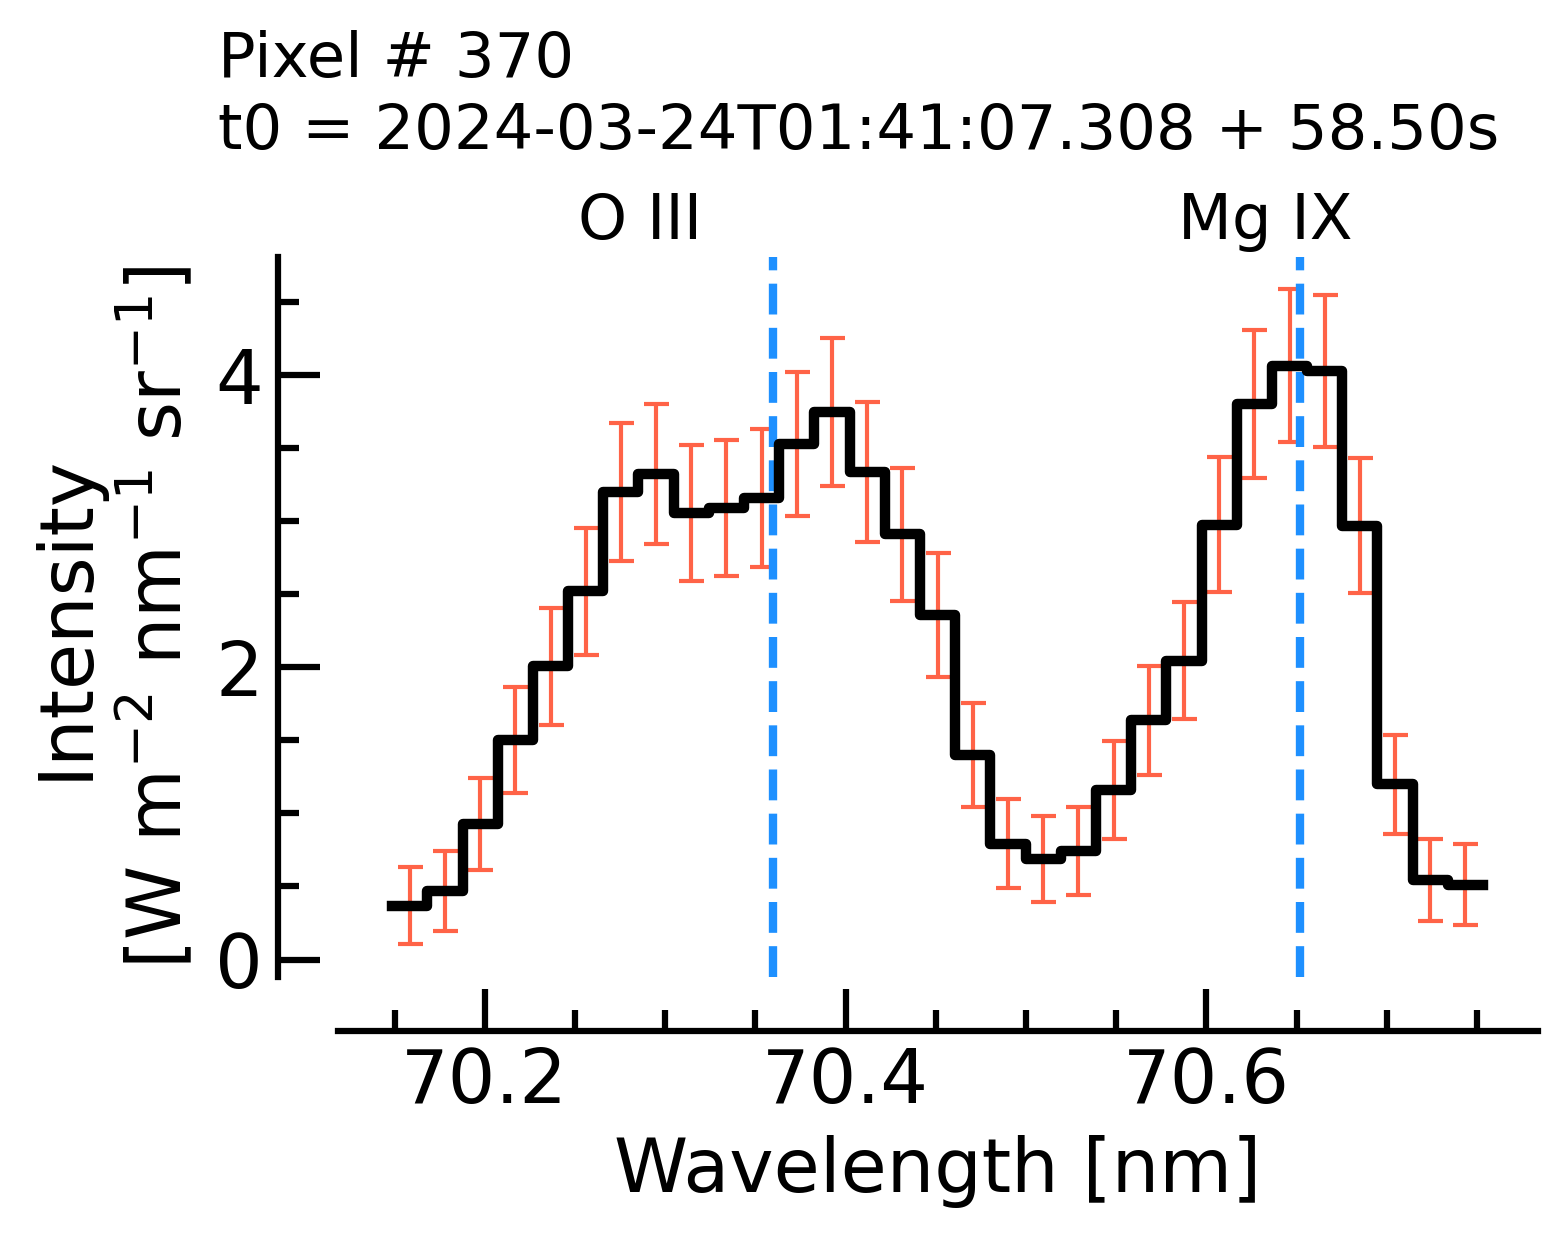 Pixel # 370
t0 = 2024-03-24T01:41:07.308 + 58.50s
O III
Mg IX
Intensity
[W m⁻² nm⁻¹ sr⁻¹]
4
2
0
70.2
70.4
70.6
Wavelength [nm]